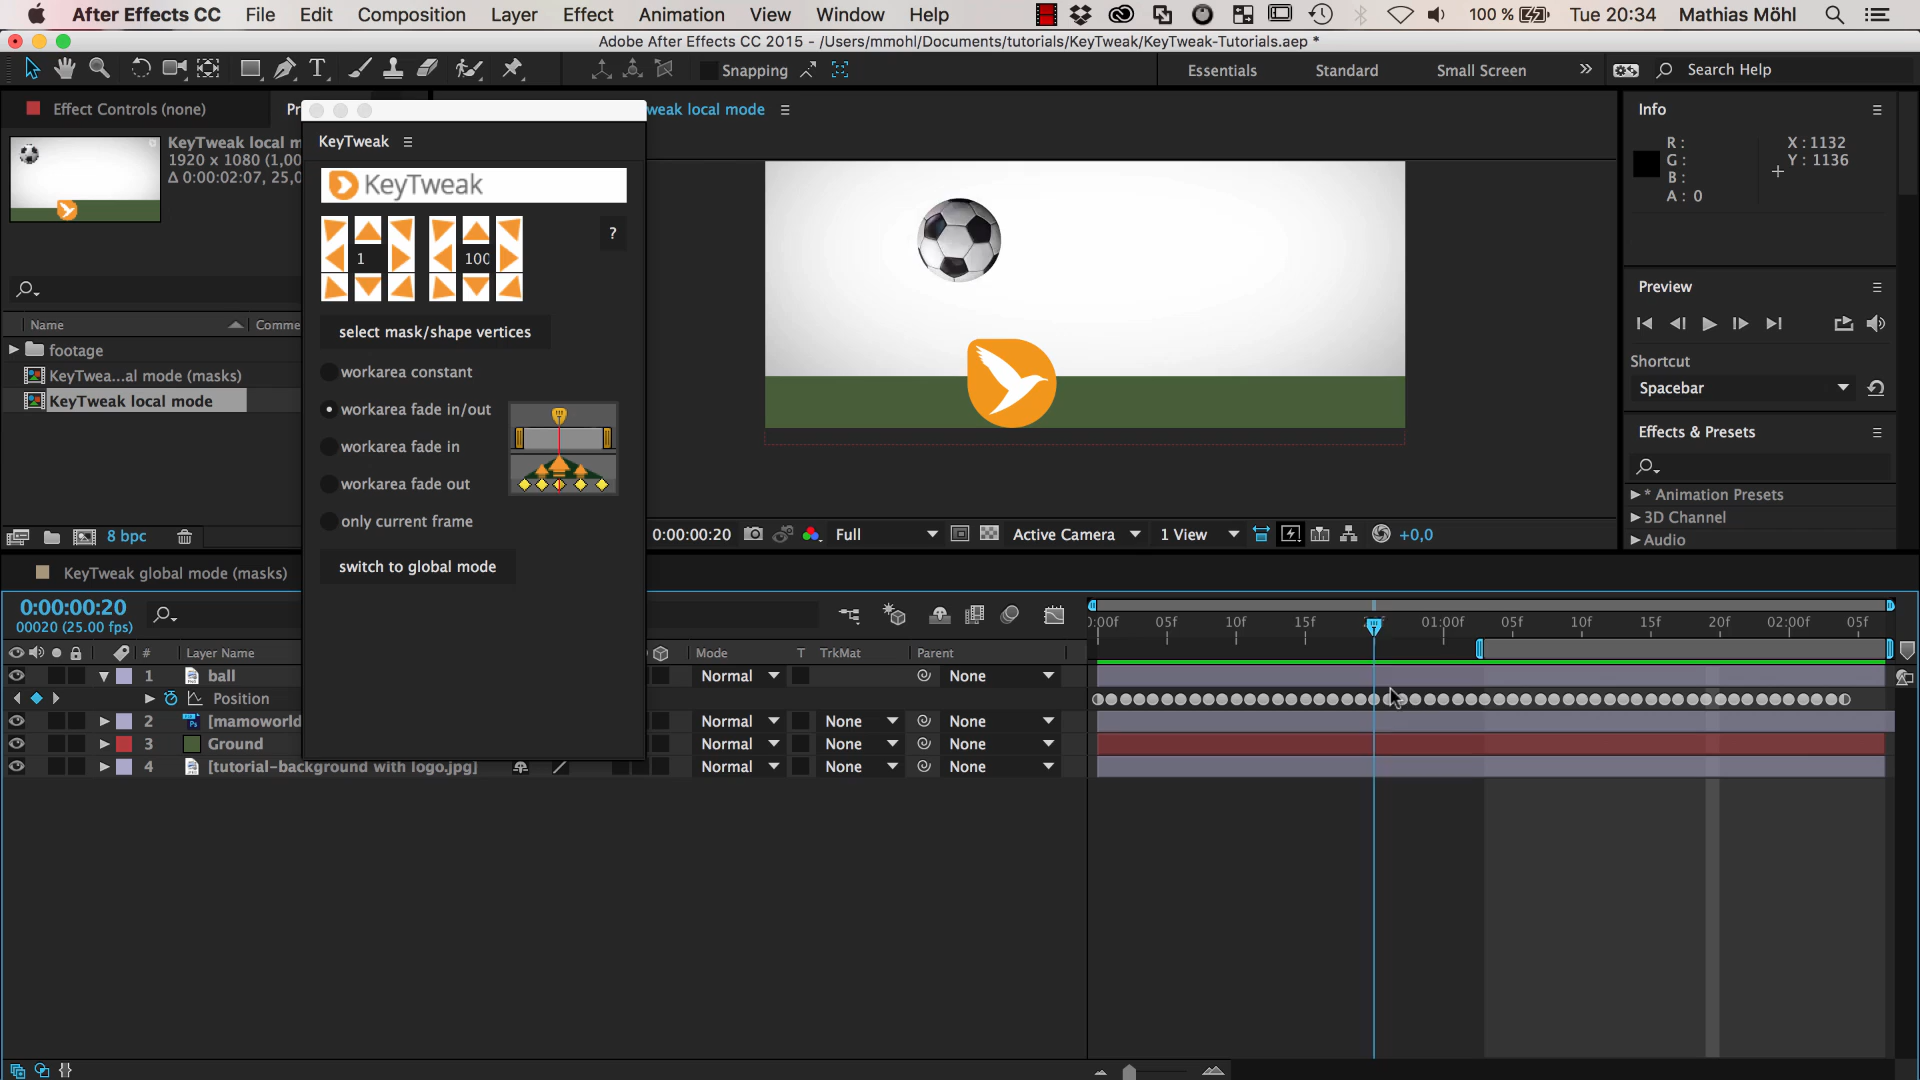 After Effects CC File Edit Composition Layer Effect Animation View Window Help 100 % Tue 20:34 Mathias Möhl
Adobe After Effects CC 2015 - /Users/mmohl/Documents/tutorials/KeyTweak/KeyTweak-Tutorials.aep *
T Snapping Essentials Standard Small Screen Search Help
Effect Controls (none) Pr
weak local mode
Info
KeyTweak local m
1920 x 1080 (1,00
Δ 0:00:02:07, 25,0
KeyTweak
KeyTweak
1
100
?
select mask/shape vertices
workarea constant
workarea fade in/out
workarea fade in
workarea fade out
only current frame
switch to global mode
R :
G :
B :
A : 0
X : 1132
Y : 1136
Preview
Shortcut
Spacebar
Effects & Presets
* Animation Presets
3D Channel
Audio
Name Comme
footage
KeyTwea...al mode (masks)
KeyTweak local mode
8 bpc
0:00:00:20 Full Active Camera 1 View +0,0
KeyTweak global mode (masks)
0:00:00:20
00020 (25.00 fps)
:00f 05f 10f 15f 01:00f 05f 10f 15f 20f 02:00f 05f
# Layer Name Mode T TrkMat Parent
1 ball Normal None
Position
2 [mamoworld Normal None None
3 Ground Normal None None
4 [tutorial-background with logo.jpg] Normal None None